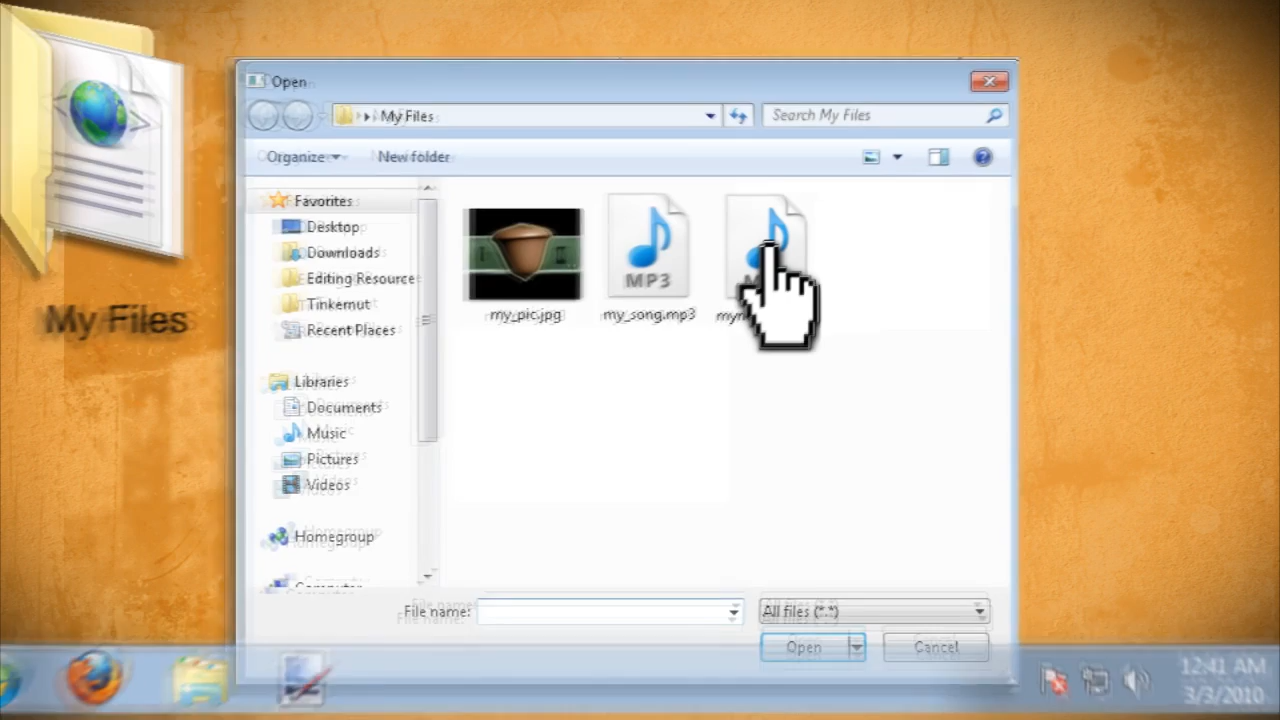 Open
My Files
Search My Files
Organize
New folder
Favorites
Desktop
Downloads
Editing Resource
Tinkernut
Recent Places
my_pic.jpg
MP3
my_song.mp3
My Files
Libraries
Documents
Music
Pictures
Videos
Homegroup
Computer
File name:
All files (*.*)
Open
Cancel
12:41 AM
3/3/2010